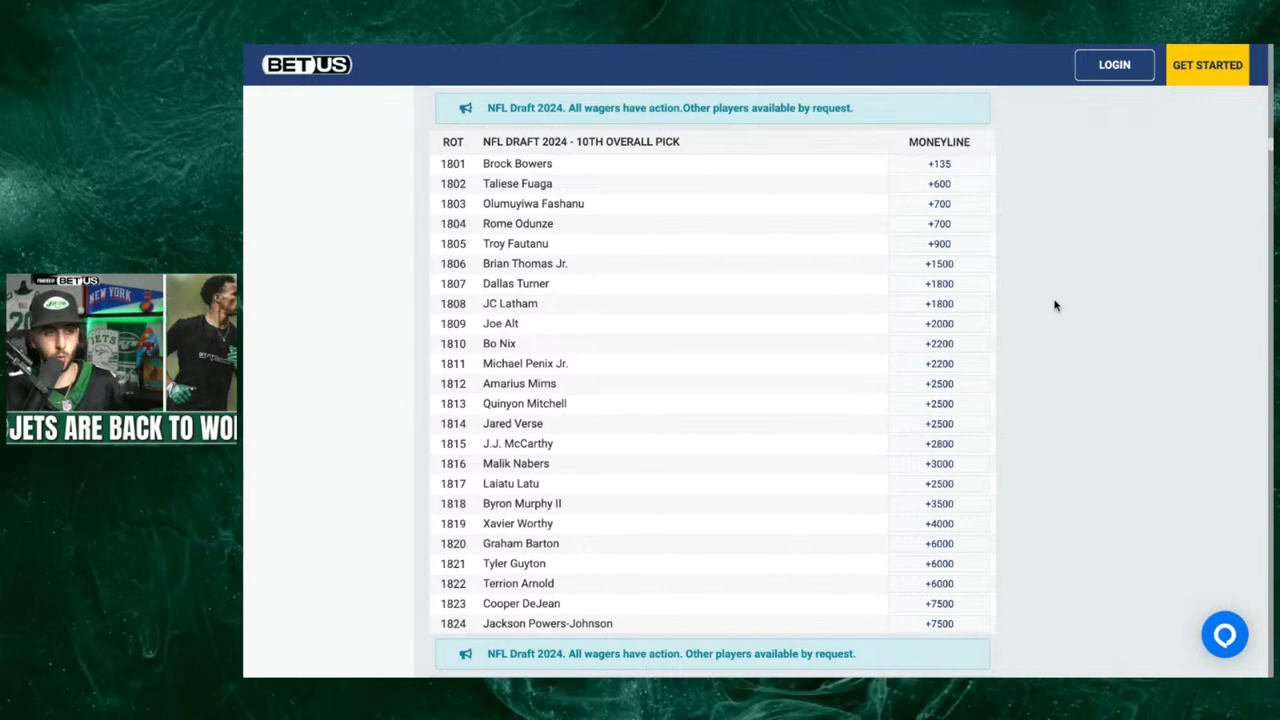 BETUS
LOGIN
GET STARTED
NFL Draft 2024. All wagers have action.Other players available by request.
ROT NFL DRAFT 2024 - 10TH OVERALL PICK MONEYLINE
1801 Brock Bowers +135
1802 Taliese Fuaga +600
1803 Olumuyiwa Fashanu +700
1804 Rome Odunze +700
1805 Troy Fautanu +900
1806 Brian Thomas Jr. +1500
1807 Dallas Turner +1800
1808 JC Latham +1800
1809 Joe Alt +2000
1810 Bo Nix +2200
1811 Michael Penix Jr. +2200
1812 Amarius Mims +2500
1813 Quinyon Mitchell +2500
1814 Jared Verse +2500
1815 J.J. McCarthy +2800
1816 Malik Nabers +3000
1817 Laiatu Latu +2500
1818 Byron Murphy II +3500
1819 Xavier Worthy +4000
1820 Graham Barton +6000
1821 Tyler Guyton +6000
1822 Terrion Arnold +6000
1823 Cooper DeJean +7500
1824 Jackson Powers-Johnson +7500
NFL Draft 2024. All wagers have action. Other players available by request.
POWERED BY BETUS
NEW YORK
JETS
JETS ARE BACK TO WO